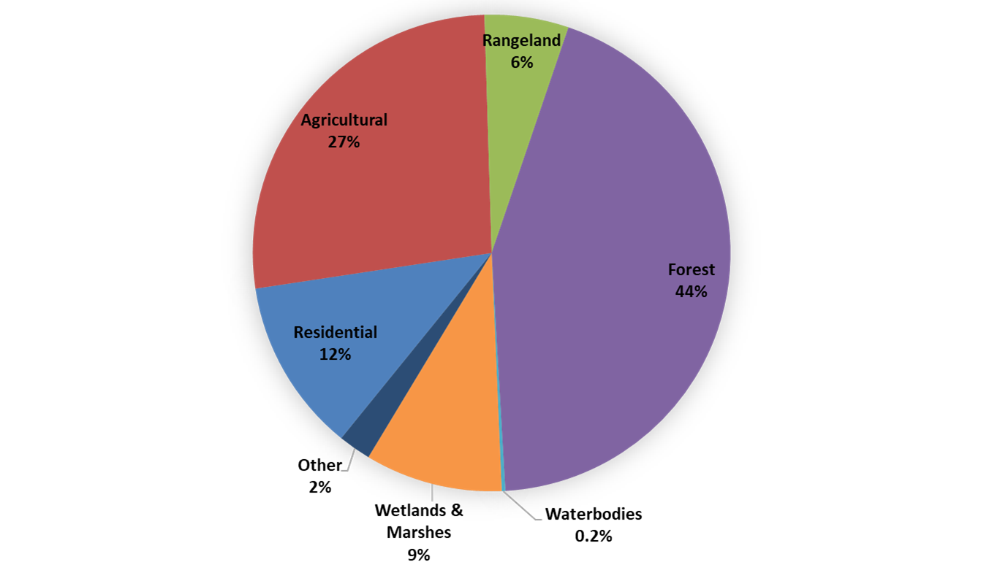 Rangeland
6%
Agricultural
27%
Forest
44%
Residential
12%
Other
2%
Wetlands &
Marshes
9%
Waterbodies
0.2%